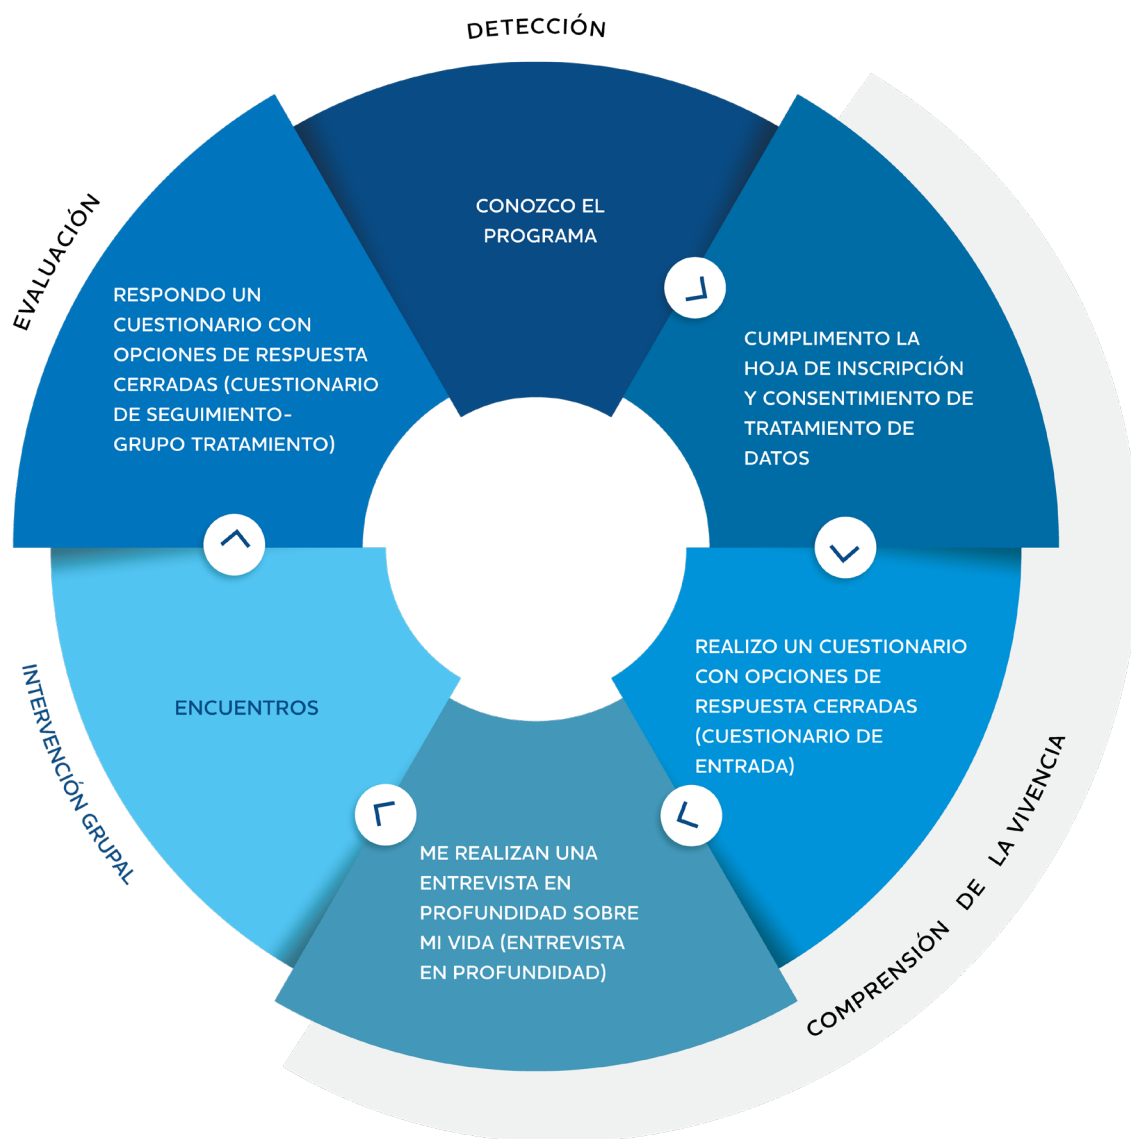 DETECCIÓN
CONOZCO EL
PROGRAMA
CUMPLIMENTO LA
HOJA DE INSCRIPCIÓN
Y CONSENTIMIENTO DE
TRATAMIENTO DE
DATOS
REALIZO UN CUESTIONARIO
CON OPCIONES DE
RESPUESTA CERRADAS
(CUESTIONARIO DE
ENTRADA)
COMPRENSIÓN DE LA VIVENCIA
ME REALIZAN UNA
ENTREVISTA EN
PROFUNDIDAD SOBRE
MI VIDA (ENTREVISTA
EN PROFUNDIDAD)
ENCUENTROS
INTERVENCIÓN GRUPAL
RESPONDO UN
CUESTIONARIO CON
OPCIONES DE RESPUESTA
CERRADAS (CUESTIONARIO
DE SEGUIMIENTO-
GRUPO TRATAMIENTO)
EVALUACIÓN